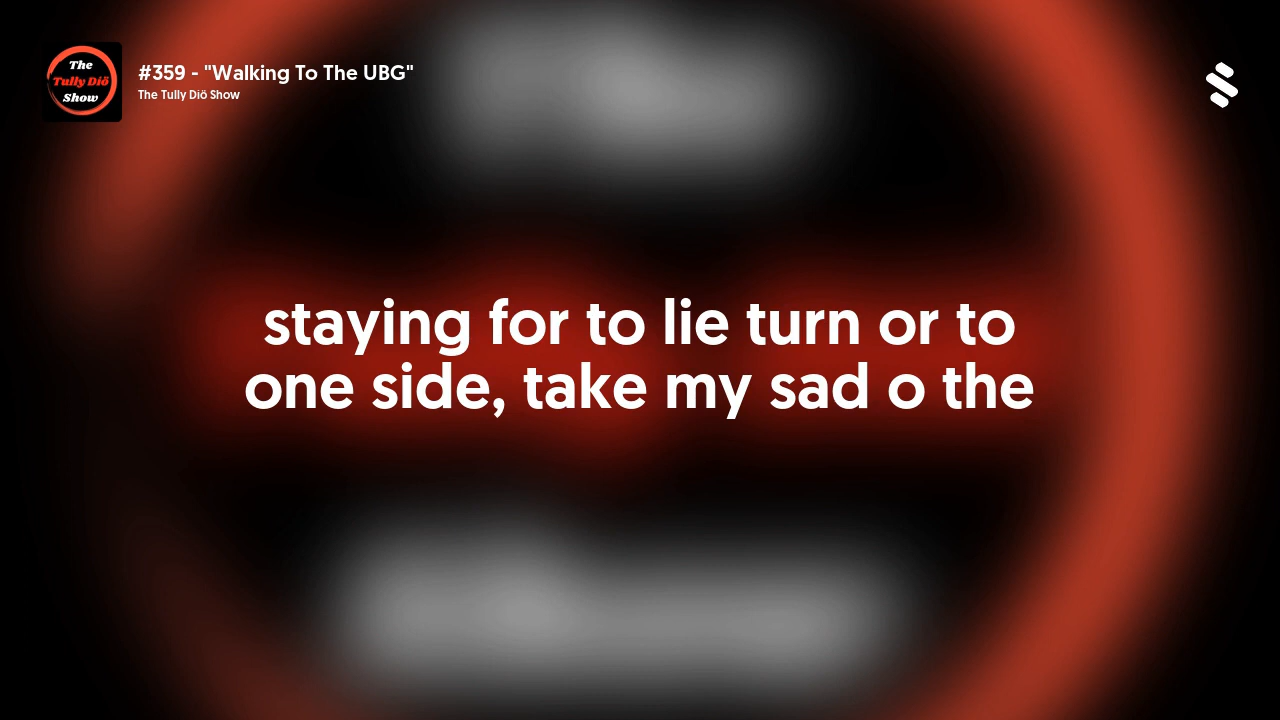 The
Tully Diö
Show
#359 - "Walking To The UBG"
The Tully Diö Show
staying for to lie turn or to
one side, take my sad o the